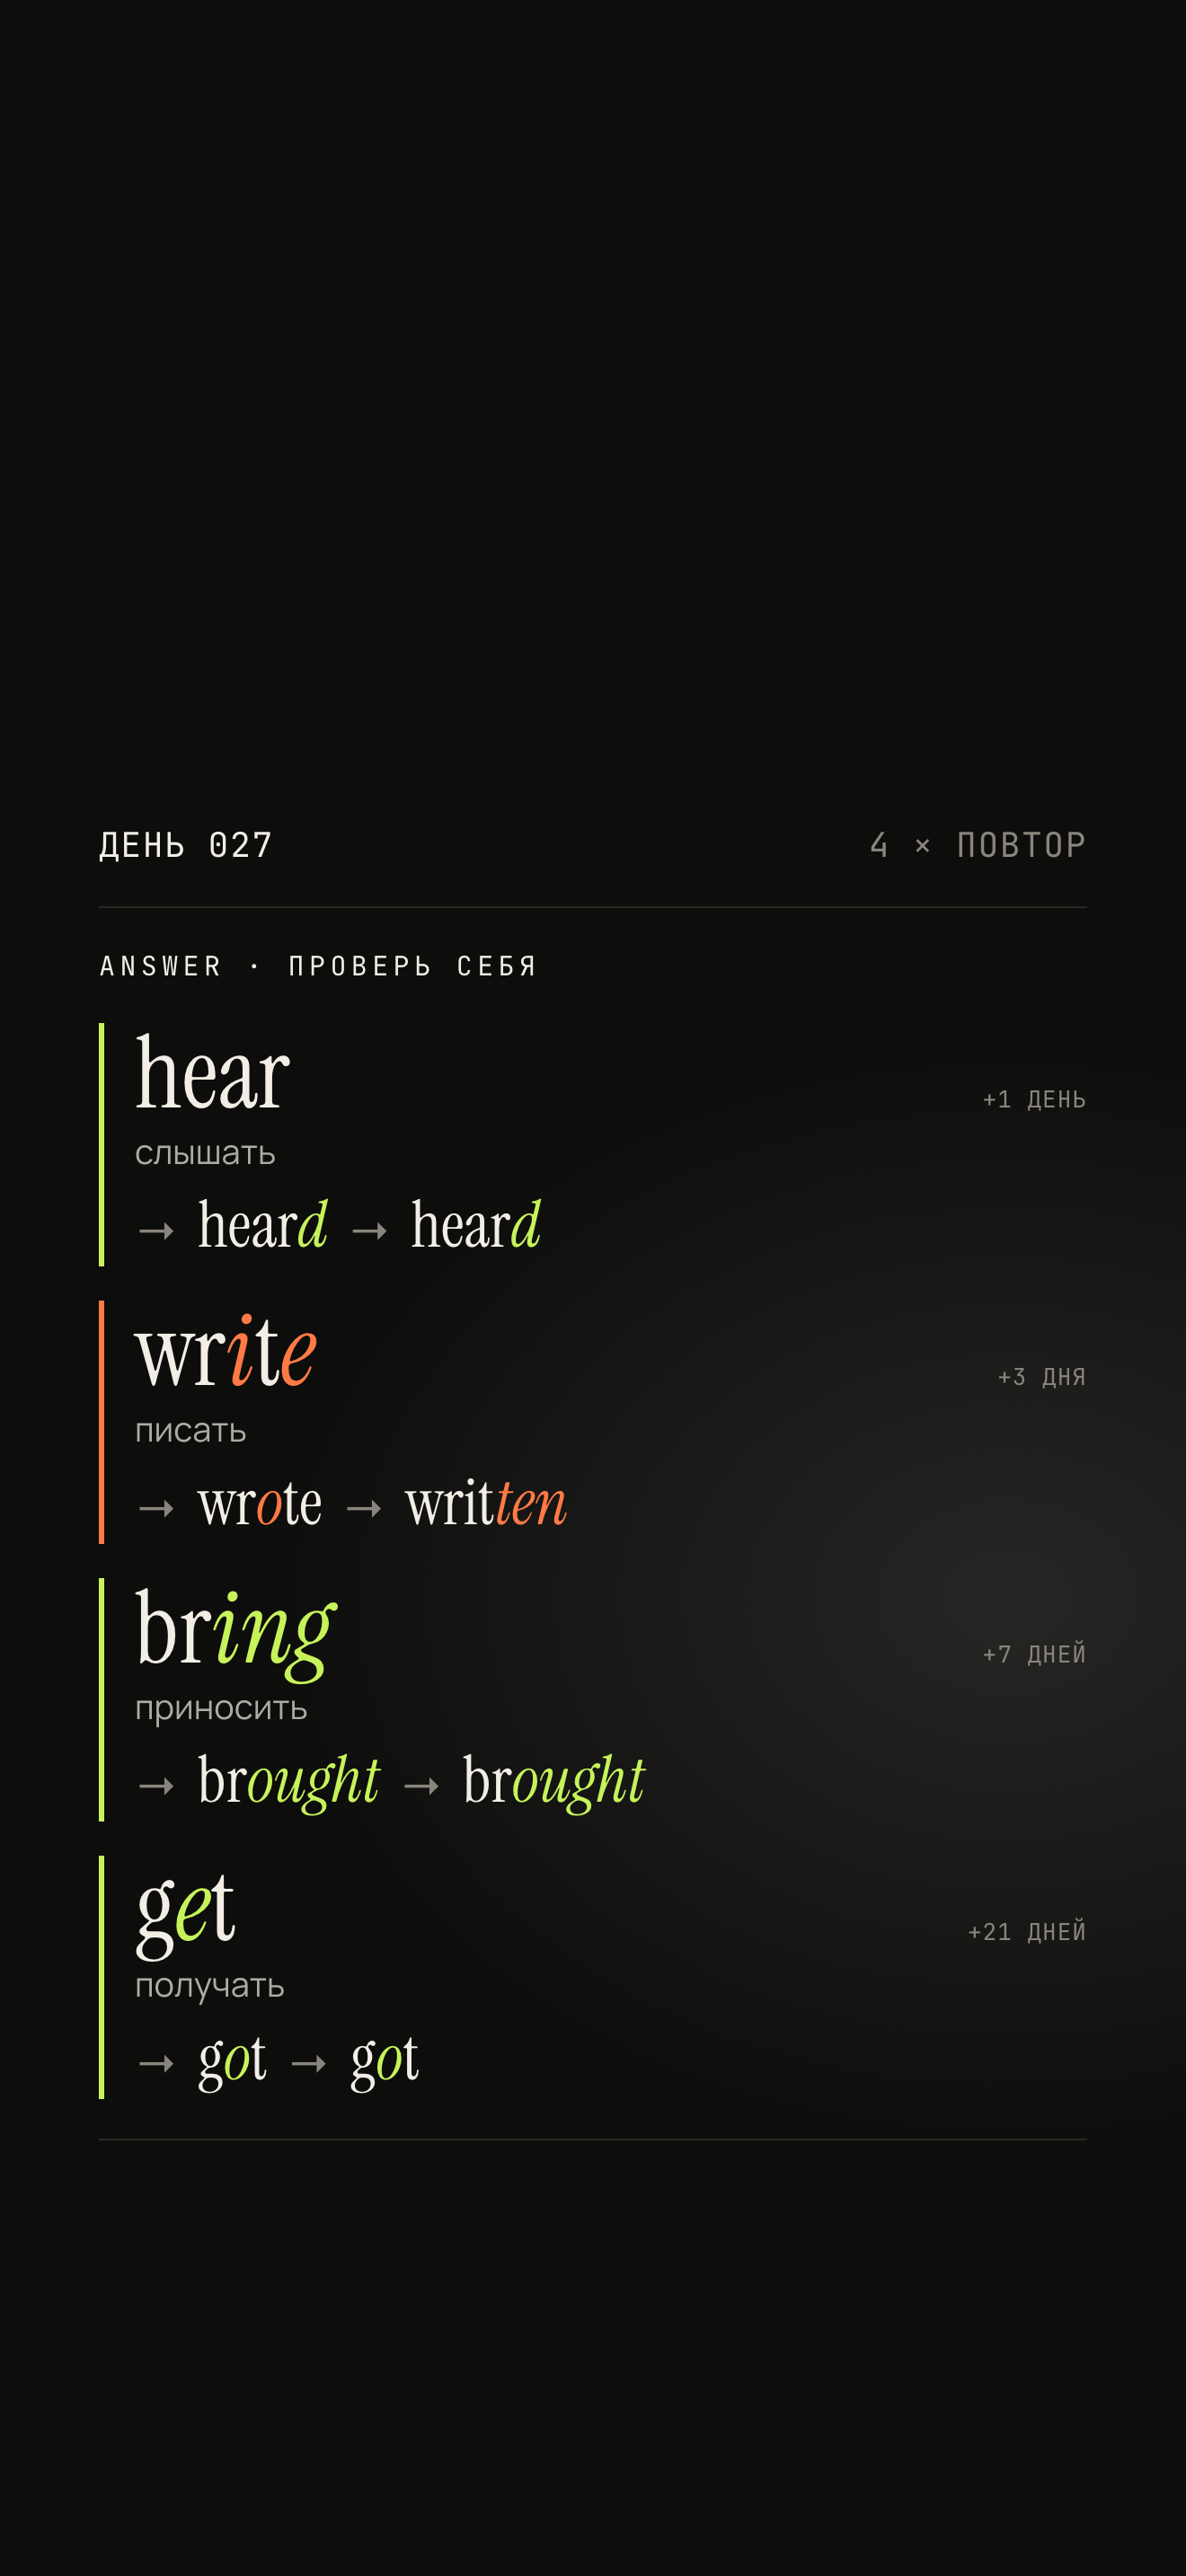 ДЕНЬ 027
4 × ПОВТОР
ANSWER · ПРОВЕРЬ СЕБЯ
hear
+1 ДЕНЬ
слышать
→ heard → heard
write
+3 ДНЯ
писать
→ wrote → written
bring
+7 ДНЕЙ
приносить
→ brought → brought
get
+21 ДНЕЙ
получать
→ got → got